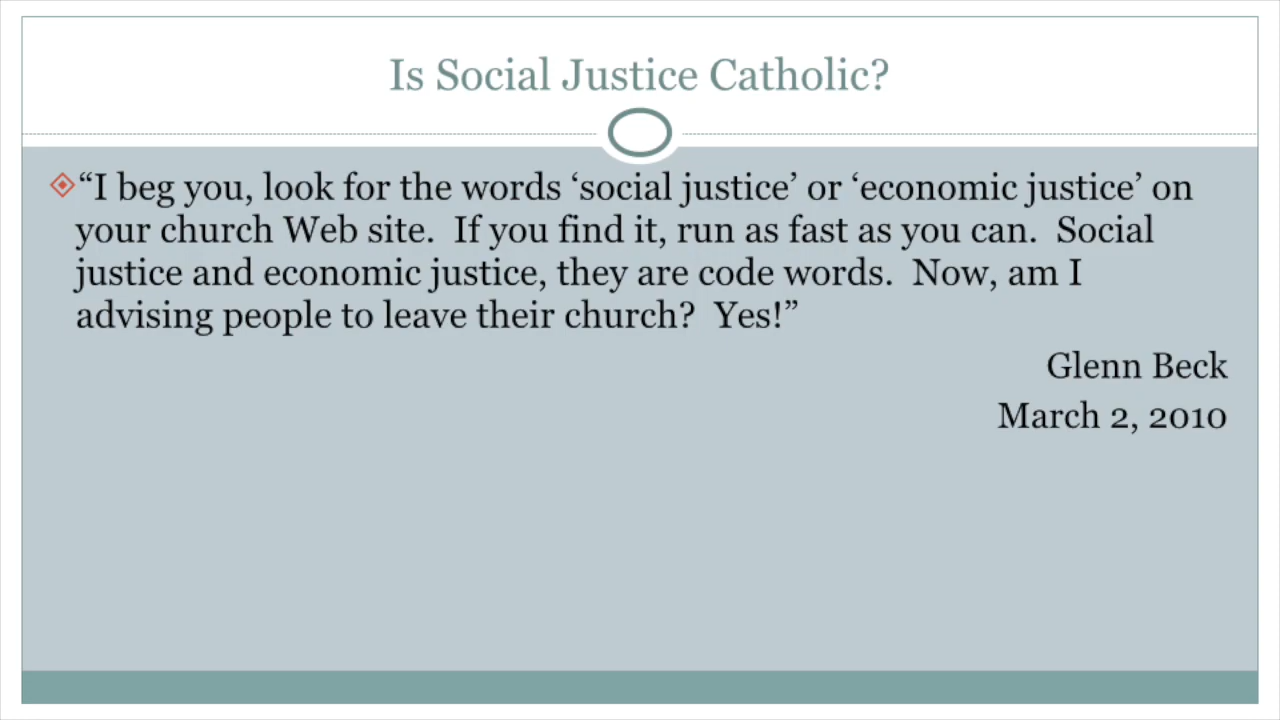 Is Social Justice Catholic?
“I beg you, look for the words ‘social justice’ or ‘economic justice’ on
your church Web site.  If you find it, run as fast as you can.  Social
justice and economic justice, they are code words.  Now, am I
advising people to leave their church?  Yes!”
Glenn Beck
March 2, 2010